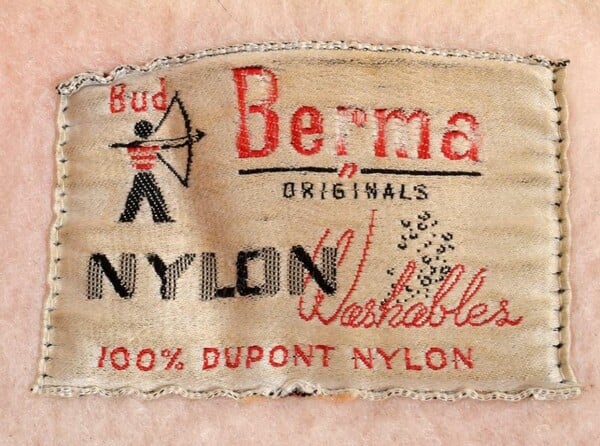 Bud Berma
ORIGINALS
NYLON Washables
100% DUPONT NYLON